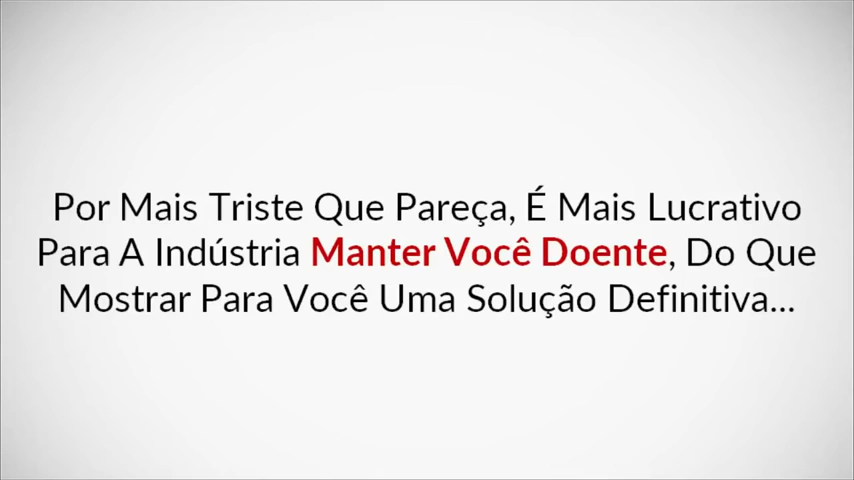 Por Mais Triste Que Pareça, É Mais Lucrativo
Para A Indústria Manter Você Doente, Do Que
Mostrar Para Você Uma Solução Definitiva...